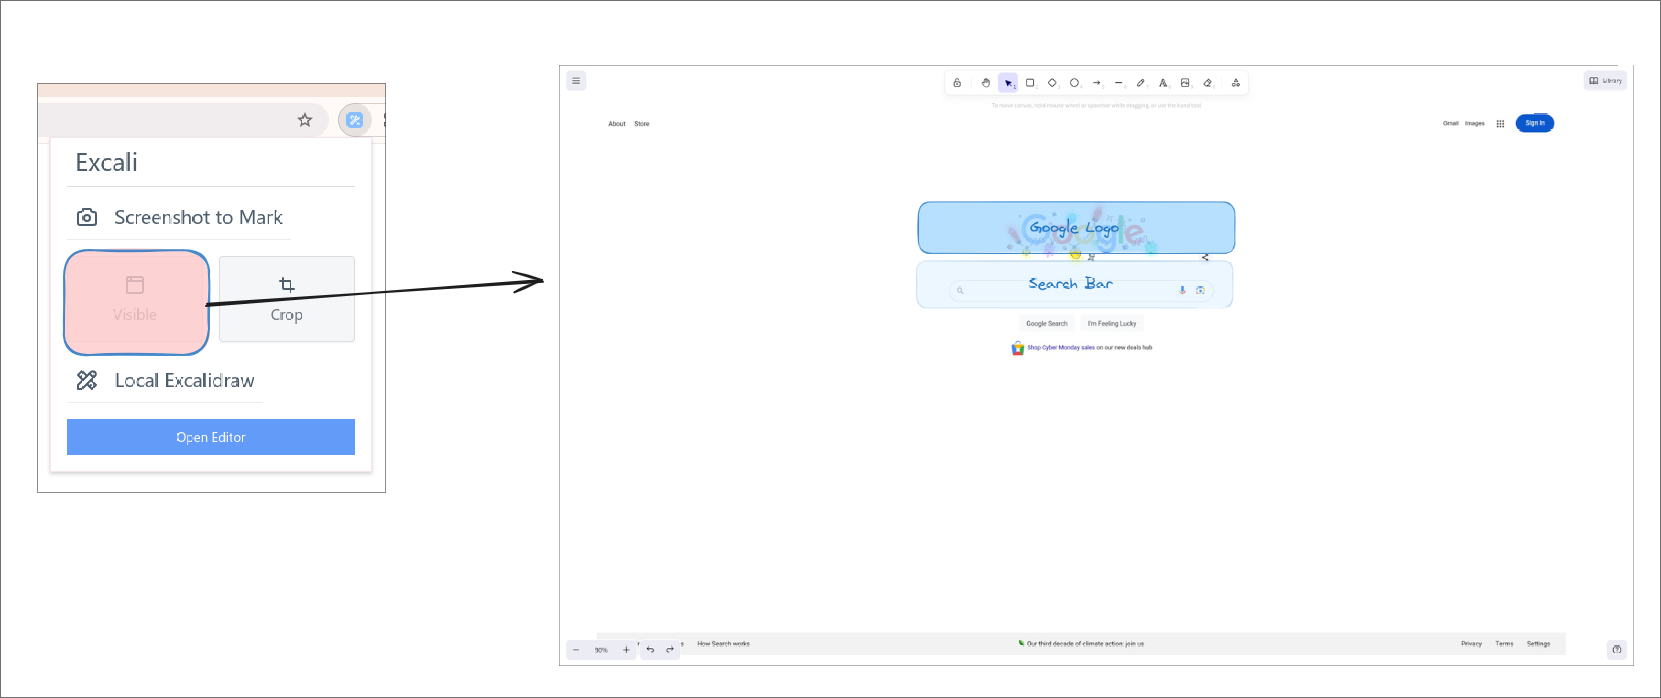 Excali
Screenshot to Mark
Visible
Crop
Local Excalidraw
Open Editor
Library
To move canvas, hold mouse wheel or spacebar while dragging, or use the hand tool
About Store
Gmail Images Sign in
Google Logo
Search Bar
Google Search I'm Feeling Lucky
Shop Cyber Monday sales on our new deals hub
How Search works
Our third decade of climate action: join us
Privacy Terms Settings
90%